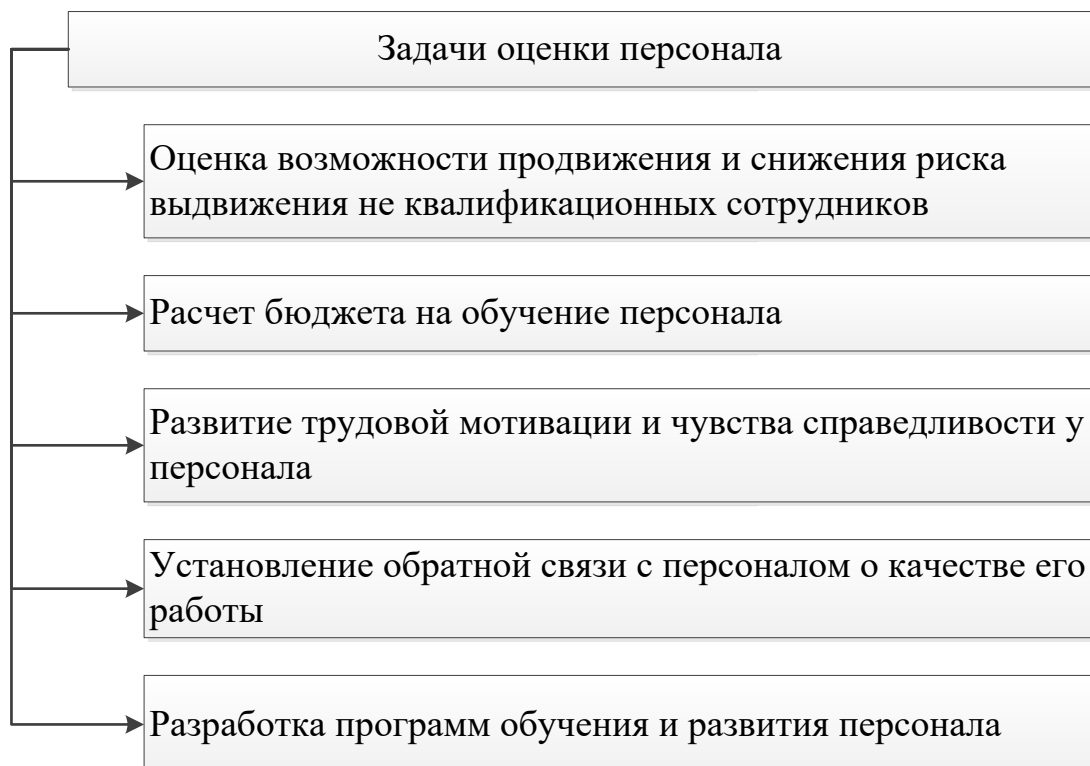 Задачи оценки персонала
Оценка возможности продвижения и снижения риска
выдвижения не квалификационных сотрудников
Расчет бюджета на обучение персонала
Развитие трудовой мотивации и чувства справедливости у
персонала
Установление обратной связи с персоналом о качестве его
работы
Разработка программ обучения и развития персонала